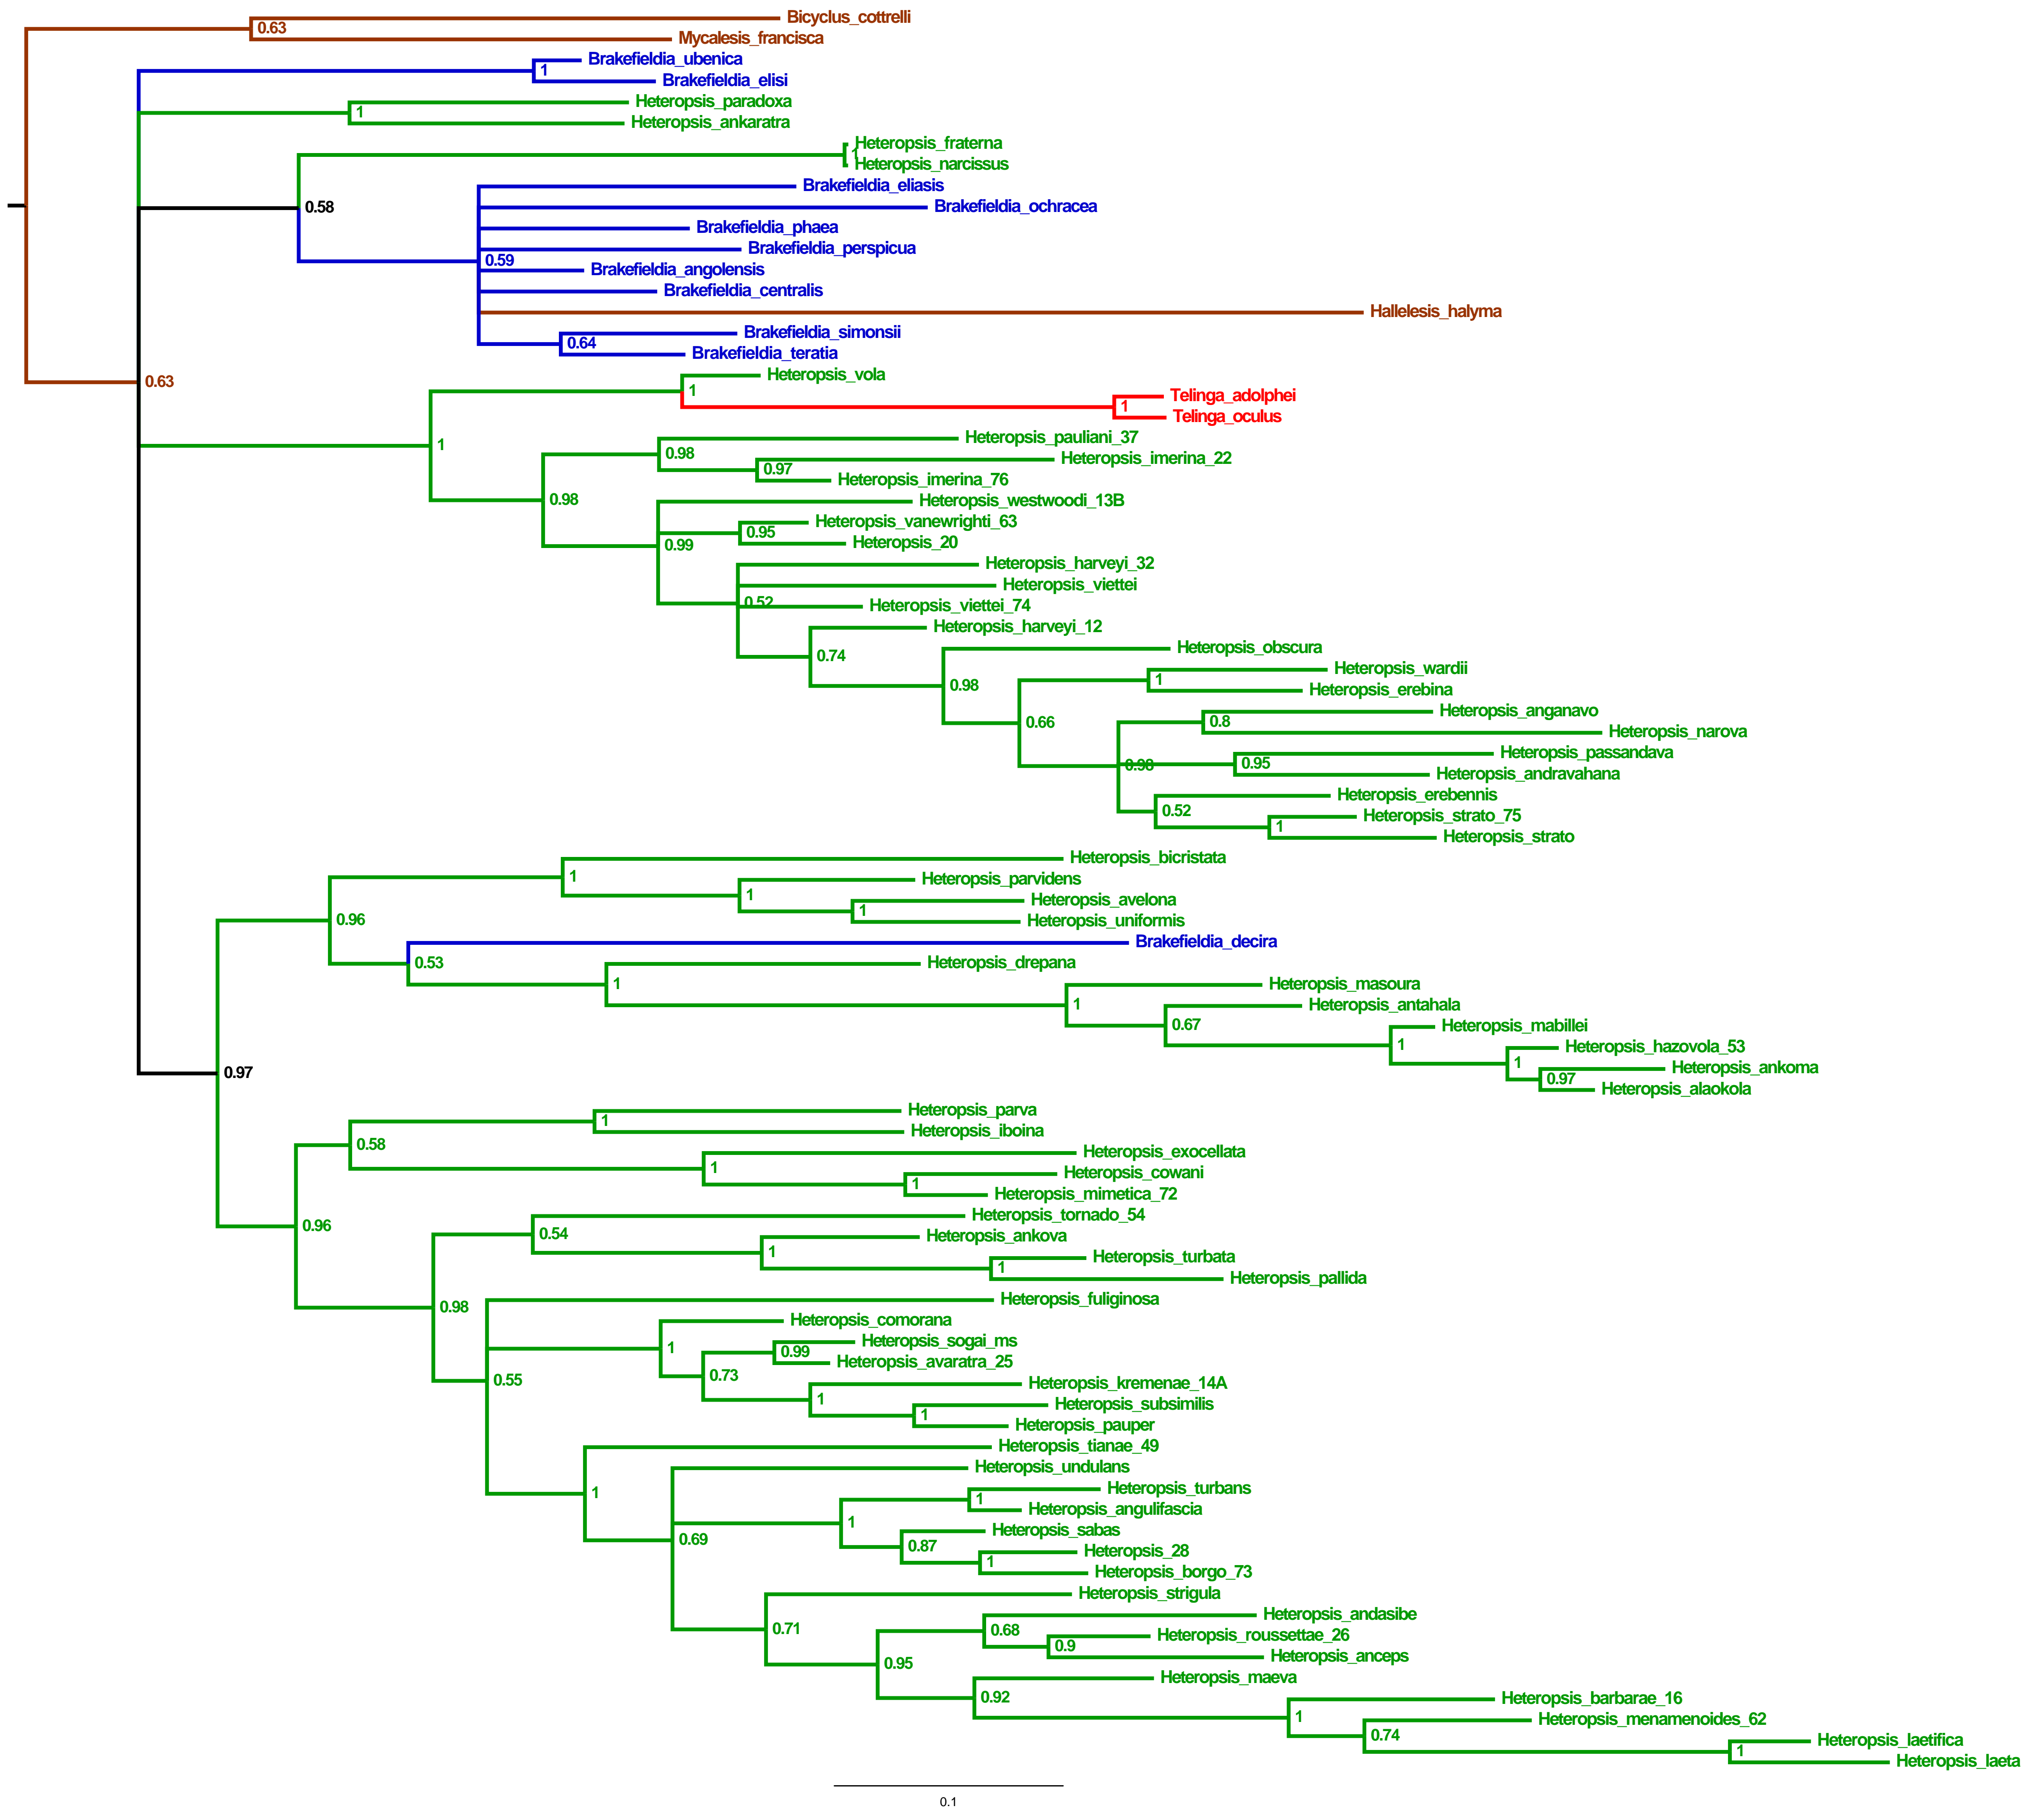 Bicyclus_cottrelli
0.63
Mycalesis_francisca
Brakefieldia_ubenica
1
Brakefieldia_elisi
Heteropsis_paradoxa
1
Heteropsis_ankaratra
Heteropsis_fraterna
1
Heteropsis_narcissus
Brakefieldia_eliasis
0.58
Brakefieldia_ochracea
Brakefieldia_phaea
Brakefieldia_perspicua
0.59
Brakefieldia_angolensis
Brakefieldia_centralis
Hallelesis_halyma
Brakefieldia_simonsii
0.64
Brakefieldia_teratia
0.63
Heteropsis_vola
1
Telinga_adolphei
1
Telinga_oculus
Heteropsis_pauliani_37
1
0.98
Heteropsis_imerina_22
0.97
Heteropsis_imerina_76
0.98
Heteropsis_westwoodi_13B
Heteropsis_vanewrighti_63
0.95
Heteropsis_20
0.99
Heteropsis_harveyi_32
Heteropsis_viettei
0.52
Heteropsis_viettei_74
Heteropsis_harveyi_12
0.74
Heteropsis_obscura
Heteropsis_wardii
1
0.98
Heteropsis_erebina
Heteropsis_anganavo
0.66
0.8
Heteropsis_narova
Heteropsis_passandava
0.98
0.95
Heteropsis_andravahana
Heteropsis_erebennis
0.52
Heteropsis_strato_75
1
Heteropsis_strato
Heteropsis_bicristata
1
Heteropsis_parvidens
1
Heteropsis_avelona
1
0.96
Heteropsis_uniformis
Brakefieldia_decira
0.53
Heteropsis_drepana
1
Heteropsis_masoura
1
Heteropsis_antahala
0.67
Heteropsis_mabillei
1
Heteropsis_hazovola_53
1
Heteropsis_ankoma
0.97
0.97
Heteropsis_alaokola
Heteropsis_parva
1
Heteropsis_iboina
0.58
Heteropsis_exocellata
1
Heteropsis_cowani
1
Heteropsis_mimetica_72
Heteropsis_tornado_54
0.96
0.54
Heteropsis_ankova
1
Heteropsis_turbata
1
Heteropsis_pallida
Heteropsis_fuliginosa
0.98
Heteropsis_comorana
Heteropsis_sogai_ms
1
0.99
Heteropsis_avaratra_25
0.73
0.55
Heteropsis_kremenae_14A
1
Heteropsis_subsimilis
1
Heteropsis_pauper
Heteropsis_tianae_49
Heteropsis_undulans
1
Heteropsis_turbans
1
Heteropsis_angulifascia
1
Heteropsis_sabas
0.69
0.87
Heteropsis_28
1
Heteropsis_borgo_73
Heteropsis_strigula
0.71
Heteropsis_andasibe
0.68
Heteropsis_roussettae_26
0.9
Heteropsis_anceps
0.95
Heteropsis_maeva
0.92
Heteropsis_barbarae_16
1
Heteropsis_menamenoides_62
0.74
Heteropsis_laetifica
1
Heteropsis_laeta
0.1